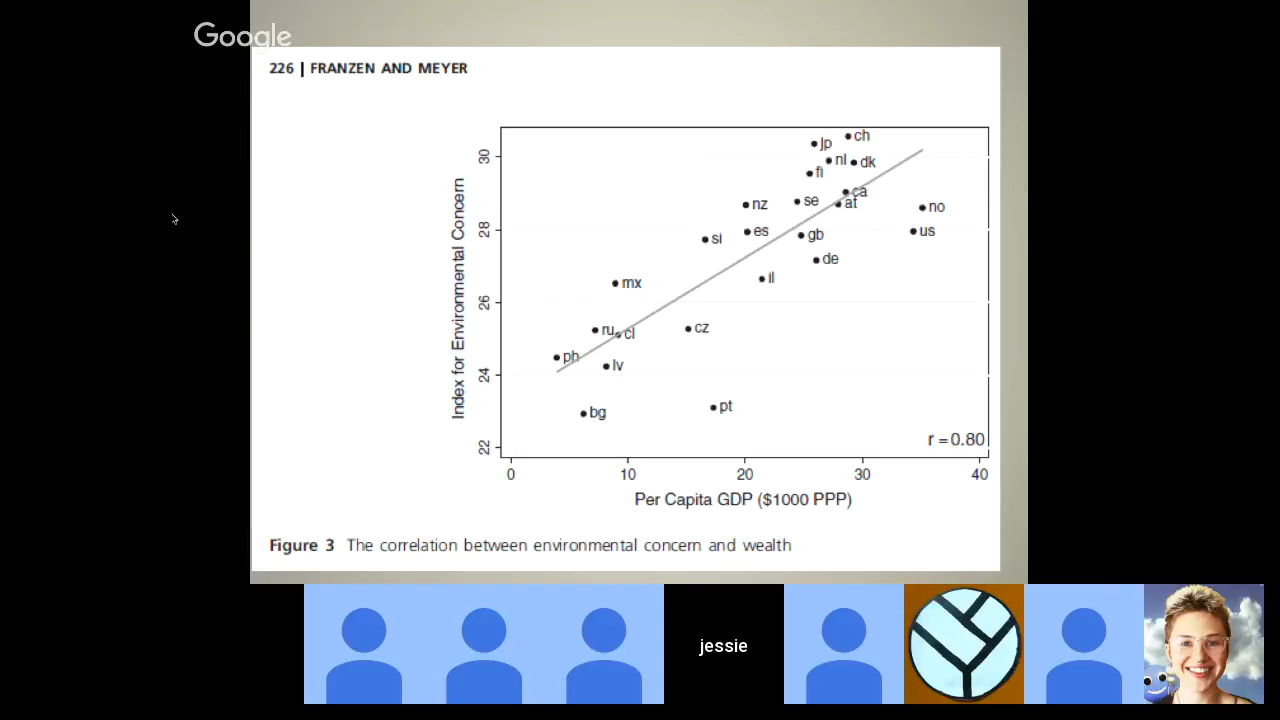 Google
226 | FRANZEN AND MEYER
Index for Environmental Concern
30
28
26
24
22
jp
ch
nl
dk
fi
ca
nz
se
at
no
es
gb
us
si
de
il
mx
ru
cl
cz
ph
lv
bg
pt
r = 0.80
0 10 20 30 40
Per Capita GDP ($1000 PPP)
Figure 3 The correlation between environmental concern and wealth
jessie